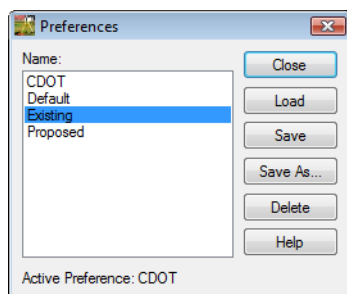 Preferences
Name:
CDOT
Default
Existing
Proposed
Close
Load
Save
Save As...
Delete
Help
Active Preference: CDOT